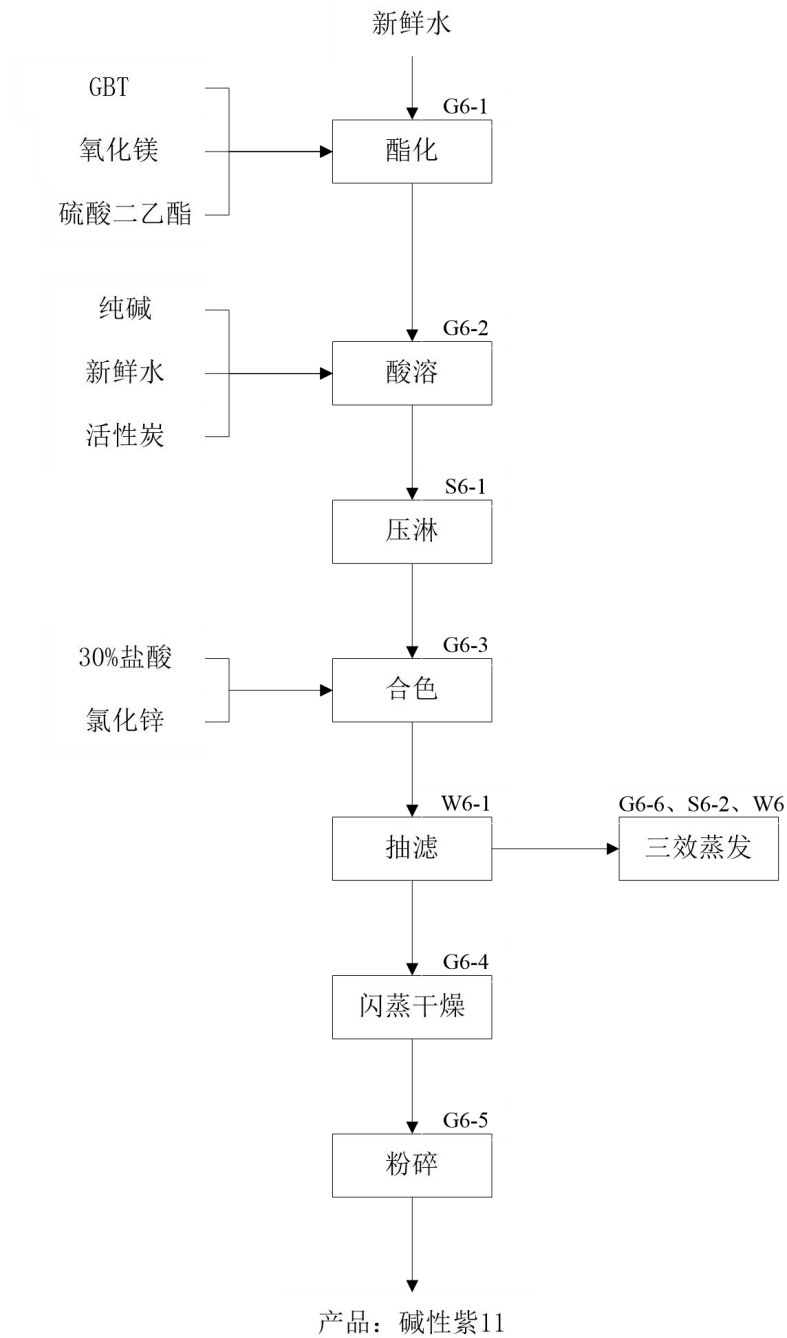 新鲜水
GBT
G6-1
氧化镁
酯化
硫酸二乙酯
纯碱
G6-2
新鲜水
酸溶
活性炭
S6-1
压淋
30%盐酸
G6-3
合色
氯化锌
W6-1
G6-6、S6-2、W6
抽滤
三效蒸发
G6-4
闪蒸干燥
G6-5
粉碎
产品：碱性紫11